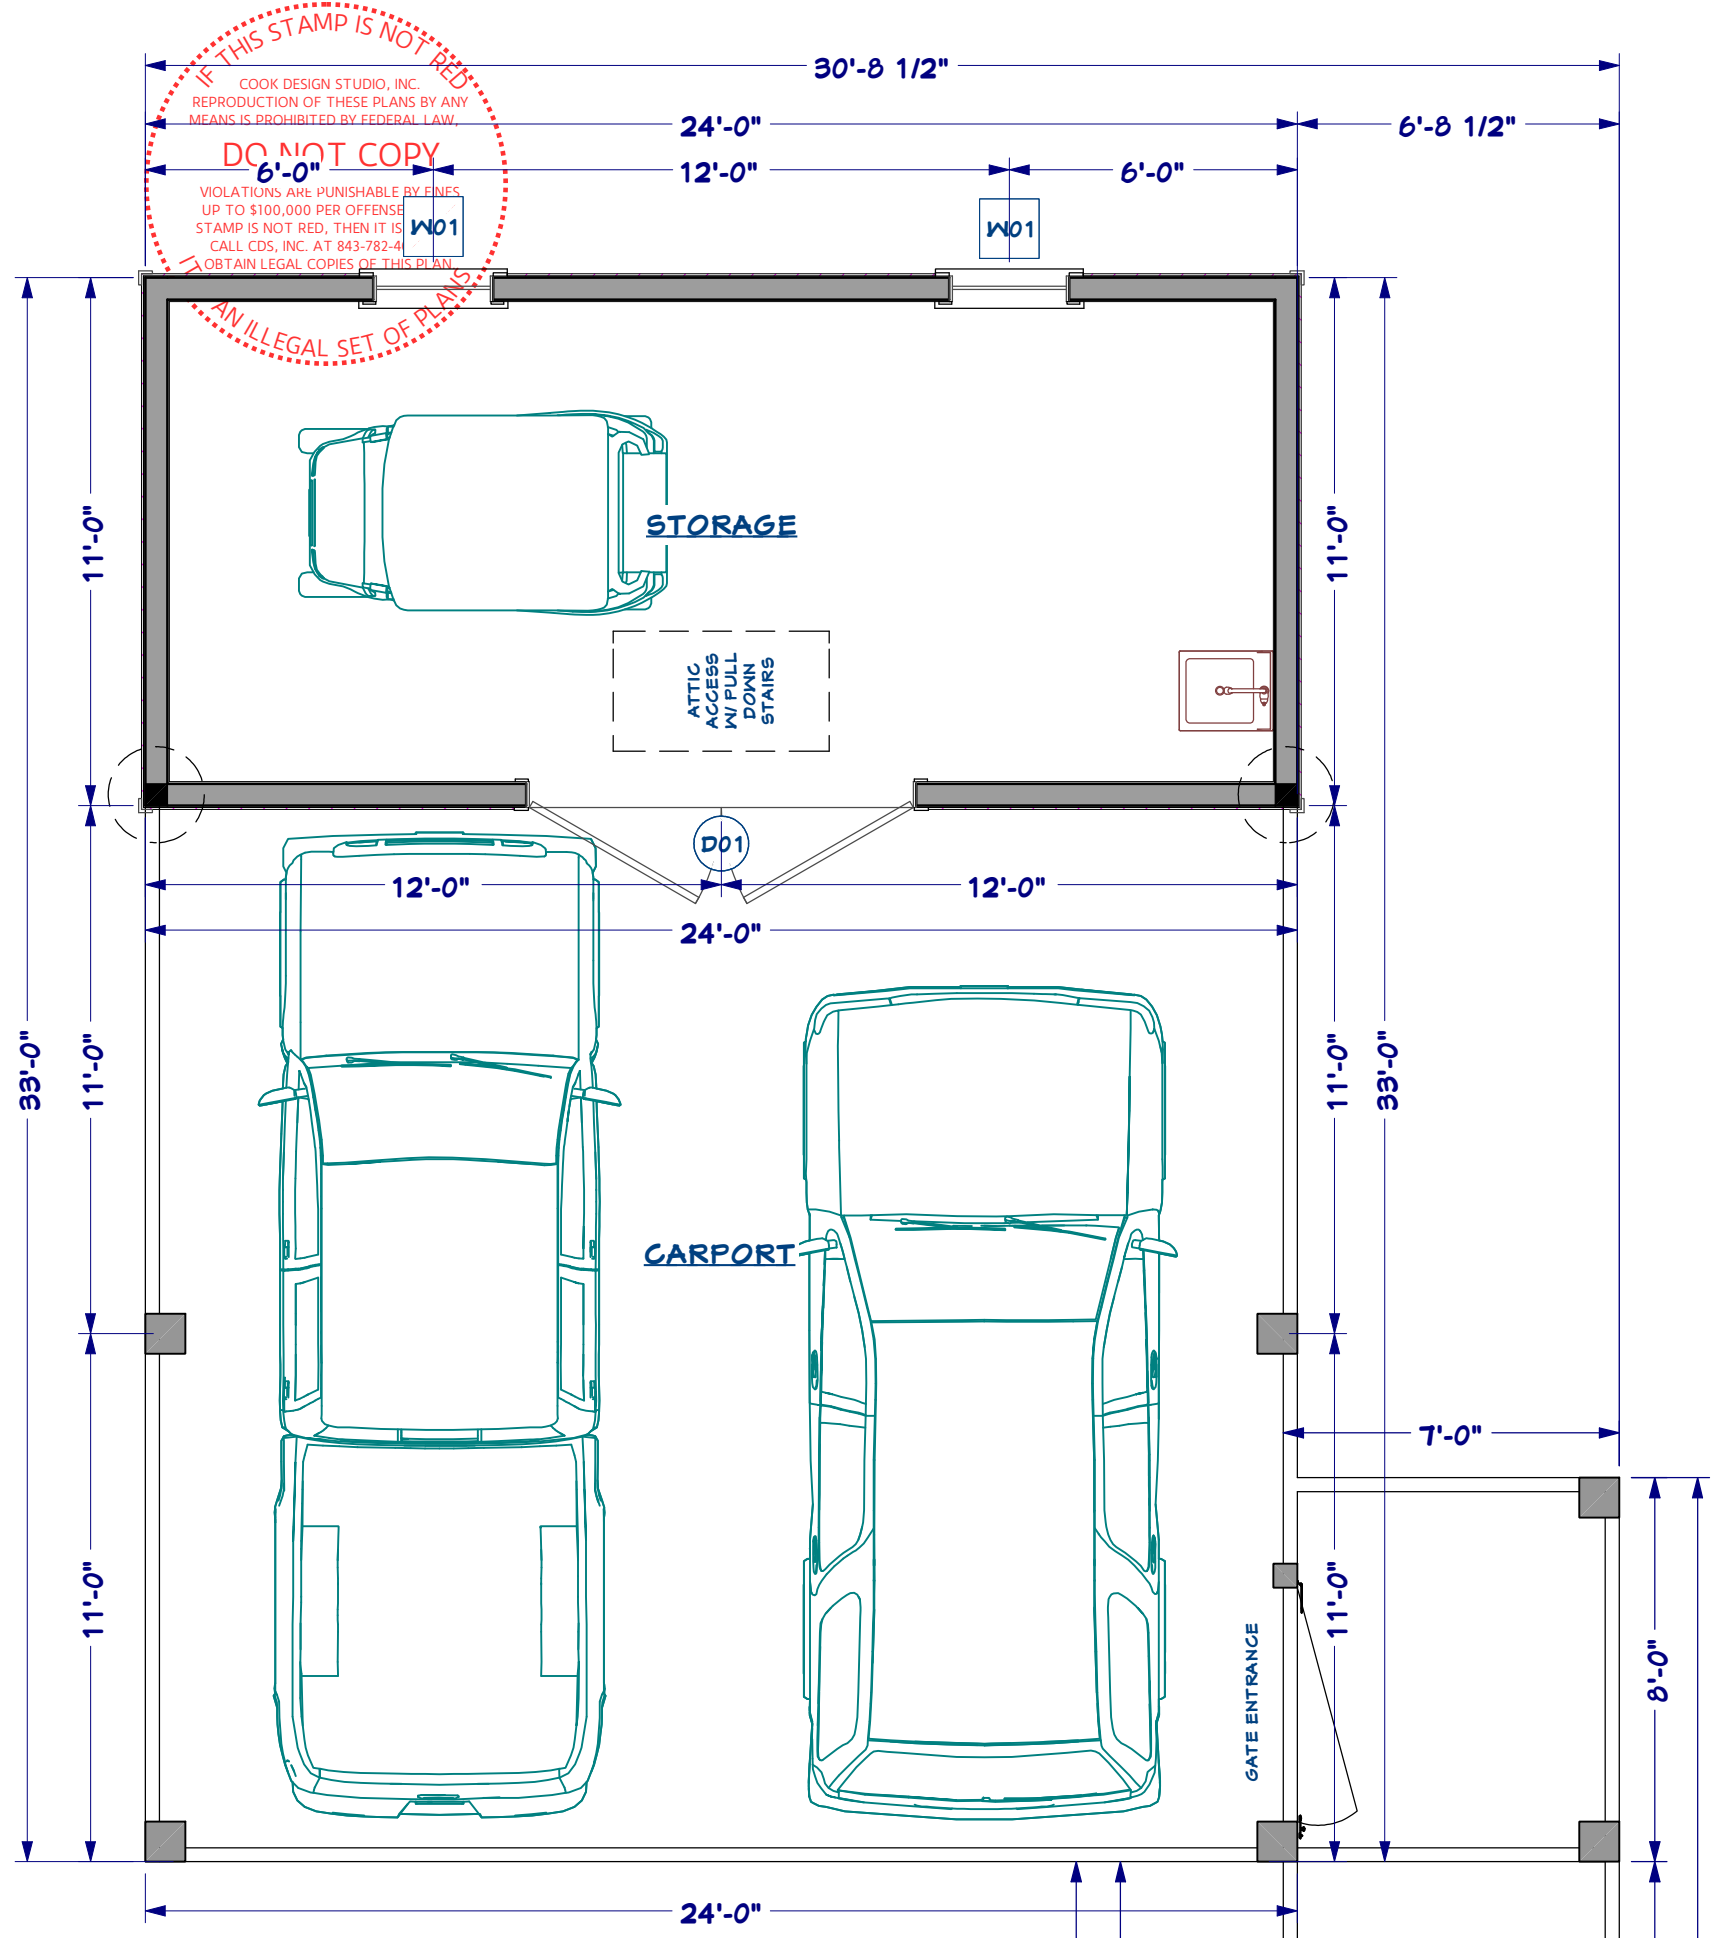 IF THIS STAMP IS NOT RED
COOK DESIGN STUDIO, INC.
REPRODUCTION OF THESE PLANS BY ANY
MEANS IS PROHIBITED BY FEDERAL LAW,
DO NOT COPY
VIOLATIONS ARE PUNISHABLE BY FINES
UP TO $100,000 PER OFFENSE
STAMP IS NOT RED, THEN IT IS
CALL CDS, INC. AT 843-782-4
OBTAIN LEGAL COPIES OF THIS PLAN
IT AN ILLEGAL SET OF PLANS
30'-8 1/2"
24'-0"
6'-8 1/2"
6'-0"
12'-0"
6'-0"
W01
W01
11'-0"
11'-0"
STORAGE
ATTIC
ACCESS
W/ PULL
DOWN
STAIRS
D01
12'-0"
12'-0"
24'-0"
33'-0"
11'-0"
11'-0"
33'-0"
CARPORT
7'-0"
11'-0"
GATE ENTRANCE
11'-0"
8'-0"
24'-0"